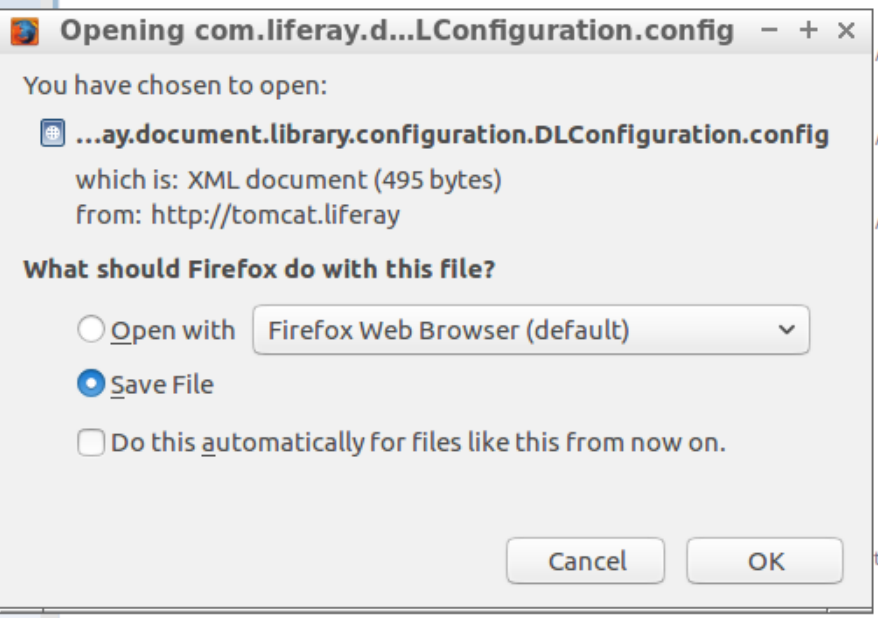 Opening com.liferay.d...LConfiguration.config
You have chosen to open:
...ay.document.library.configuration.DLConfiguration.config
which is: XML document (495 bytes)
from: http://tomcat.liferay
What should Firefox do with this file?
Open with Firefox Web Browser (default)
Save File
Do this automatically for files like this from now on.
Cancel OK